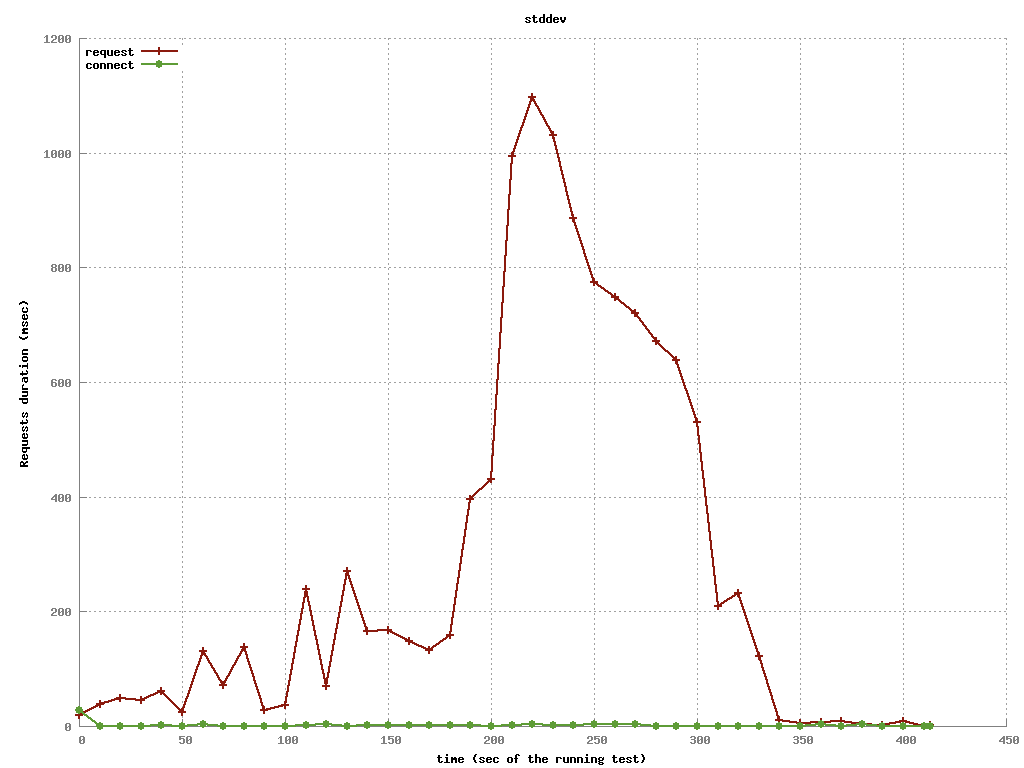 stddev
1200
1000
800
600
400
200
0
request
connect
Requests duration (msec)
0 50 100 150 200 250 300 350 400 450
time (sec of the running test)